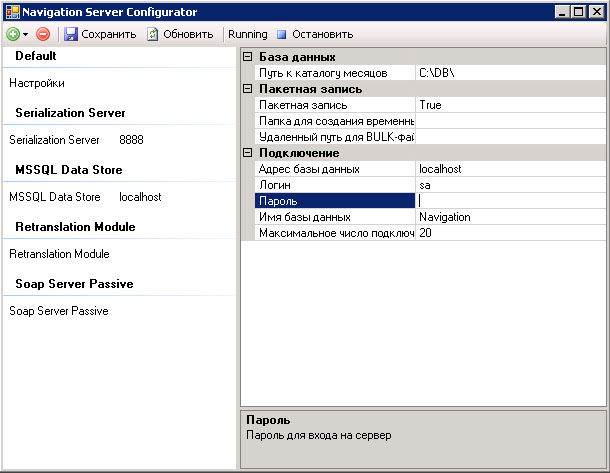 Navigation Server Configurator
Сохранить Обновить Running Остановить
Default
Настройки
Serialization Server
Serialization Server 8888
MSSQL Data Store
MSSQL Data Store localhost
Retranslation Module
Retranslation Module
Soap Server Passive
Soap Server Passive
База данных
Путь к каталогу месяцов C:\DB\
Пакетная запись
Пакетная запись True
Папка для создания временны
Удаленный путь для BULK-фай
Подключение
Адрес базы данных localhost
Логин sa
Пароль
Имя базы данных Navigation
Максимальное число подключ 20
Пароль
Пароль для входа на сервер